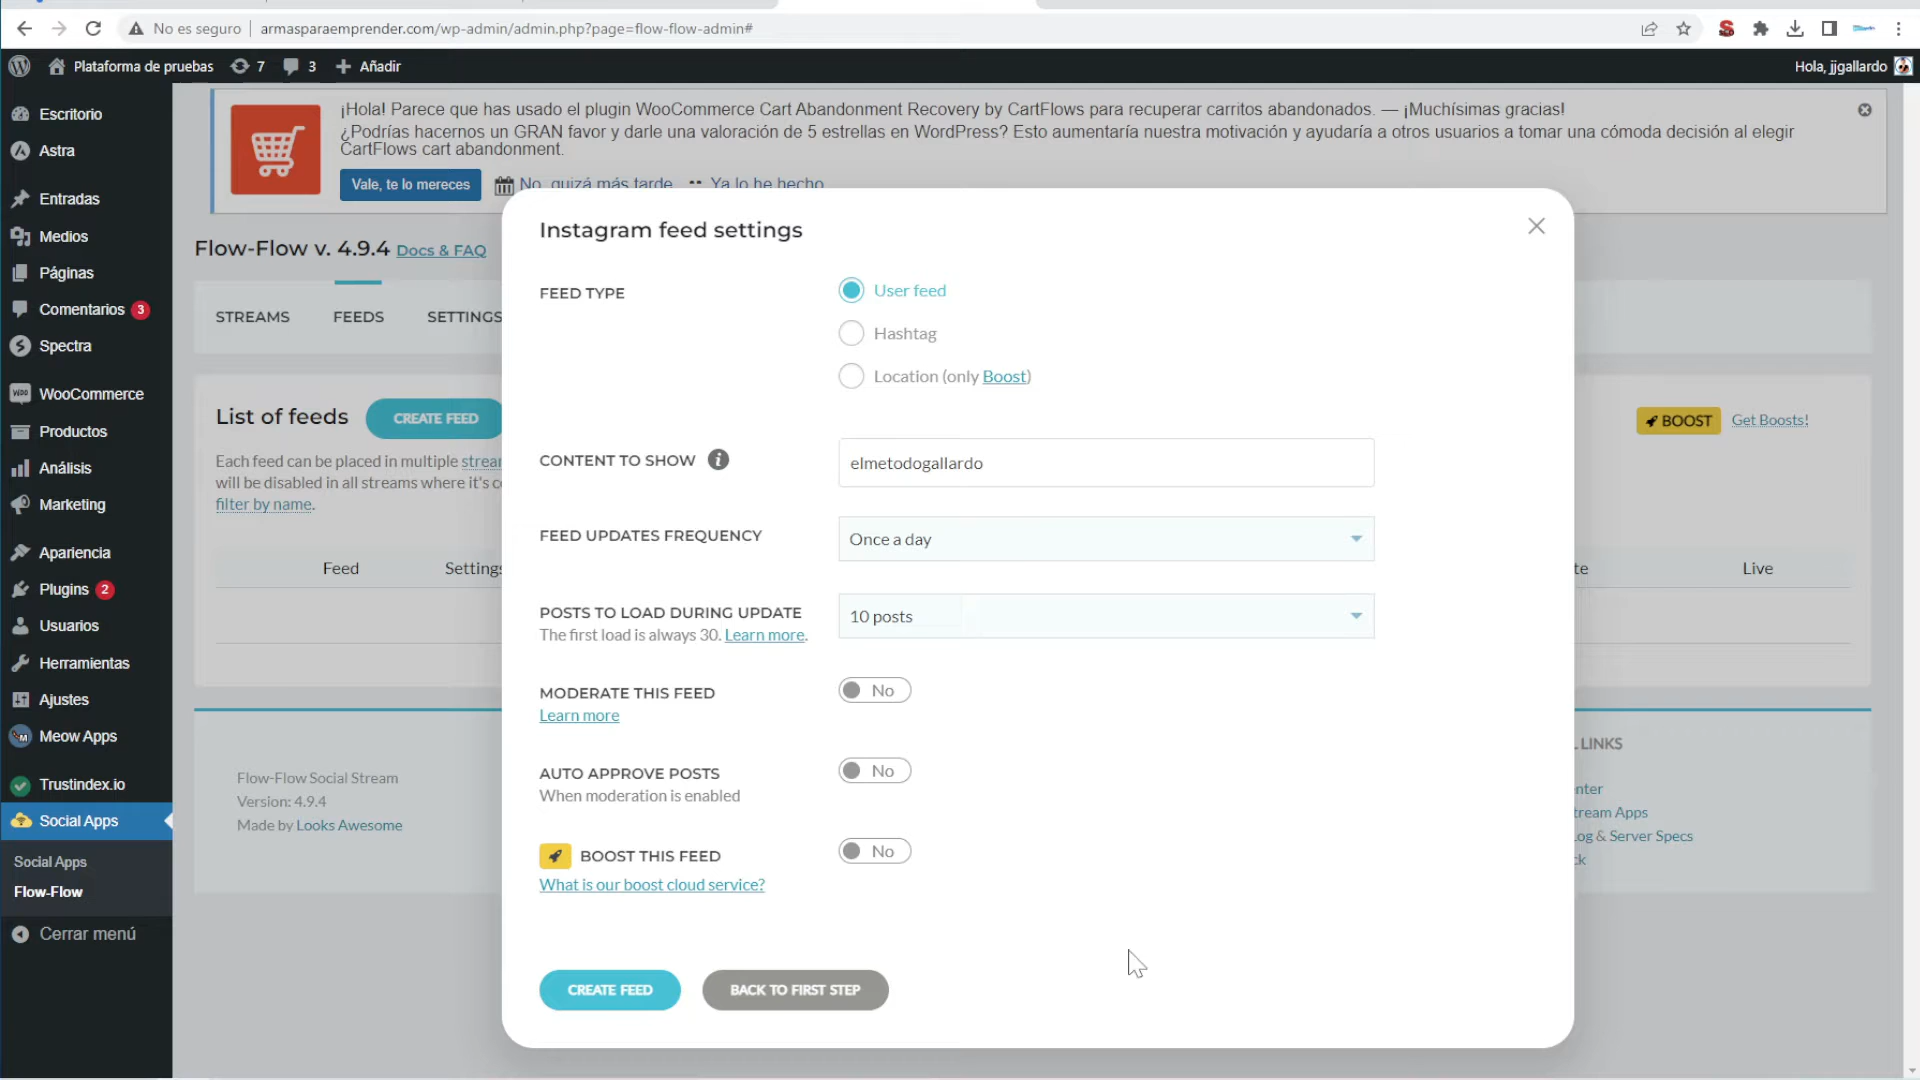 No es seguro
armasparaemprender.com/wp-admin/admin.php?page=flow-flow-admin#
Plataforma de pruebas
7
3
Añadir
Hola, jjgallardo
Escritorio
Astra
Entradas
Medios
Páginas
Comentarios 3
Spectra
WooCommerce
Productos
Análisis
Marketing
Apariencia
Plugins 2
Usuarios
Herramientas
Ajustes
Meow Apps
Trustindex.io
Social Apps
Social Apps
Flow-Flow
Cerrar menú
¡Hola! Parece que has usado el plugin WooCommerce Cart Abandonment Recovery by CartFlows para recuperar carritos abandonados. — ¡Muchísimas gracias!
¿Podrías hacernos un GRAN favor y darle una valoración de 5 estrellas en WordPress? Esto aumentaría nuestra motivación y ayudaría a otros usuarios a tomar una cómoda decisión al elegir
CartFlows cart abandonment.
Vale, te lo mereces
No, quizá más tarde
Ya lo he hecho
Flow-Flow v. 4.9.4 Docs & FAQ
STREAMS
FEEDS
SETTINGS
List of feeds
CREATE FEED
BOOST
Get Boosts!
Each feed can be placed in multiple strea
will be disabled in all streams where it's c
filter by name.
Feed
Settings
te
Live
Flow-Flow Social Stream
Version: 4.9.4
Made by Looks Awesome
L LINKS
nter
tream Apps
Log & Server Specs
ck
Instagram feed settings
FEED TYPE
User feed
Hashtag
Location (only Boost)
CONTENT TO SHOW
elmetodogallardo
FEED UPDATES FREQUENCY
Once a day
POSTS TO LOAD DURING UPDATE
The first load is always 30. Learn more.
10 posts
MODERATE THIS FEED
Learn more
No
AUTO APPROVE POSTS
When moderation is enabled
No
BOOST THIS FEED
What is our boost cloud service?
No
CREATE FEED
BACK TO FIRST STEP